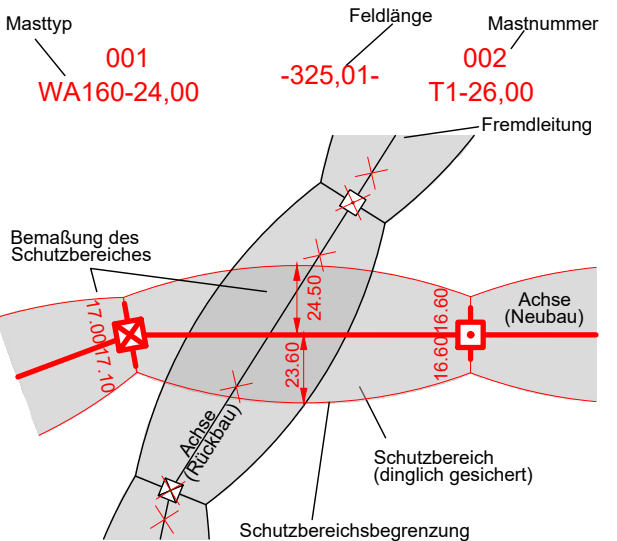 Masttyp
Feldlänge
Mastnummer
001
WA160-24,00
-325,01-
002
T1-26,00
Fremdleitung
Bemaßung des
Schutzbereiches
17.00
17.10
24.50
23.60
16.60
16.60
Achse
(Neubau)
Achse
(Rückbau)
Schutzbereich
(dinglich gesichert)
Schutzbereichsbegrenzung